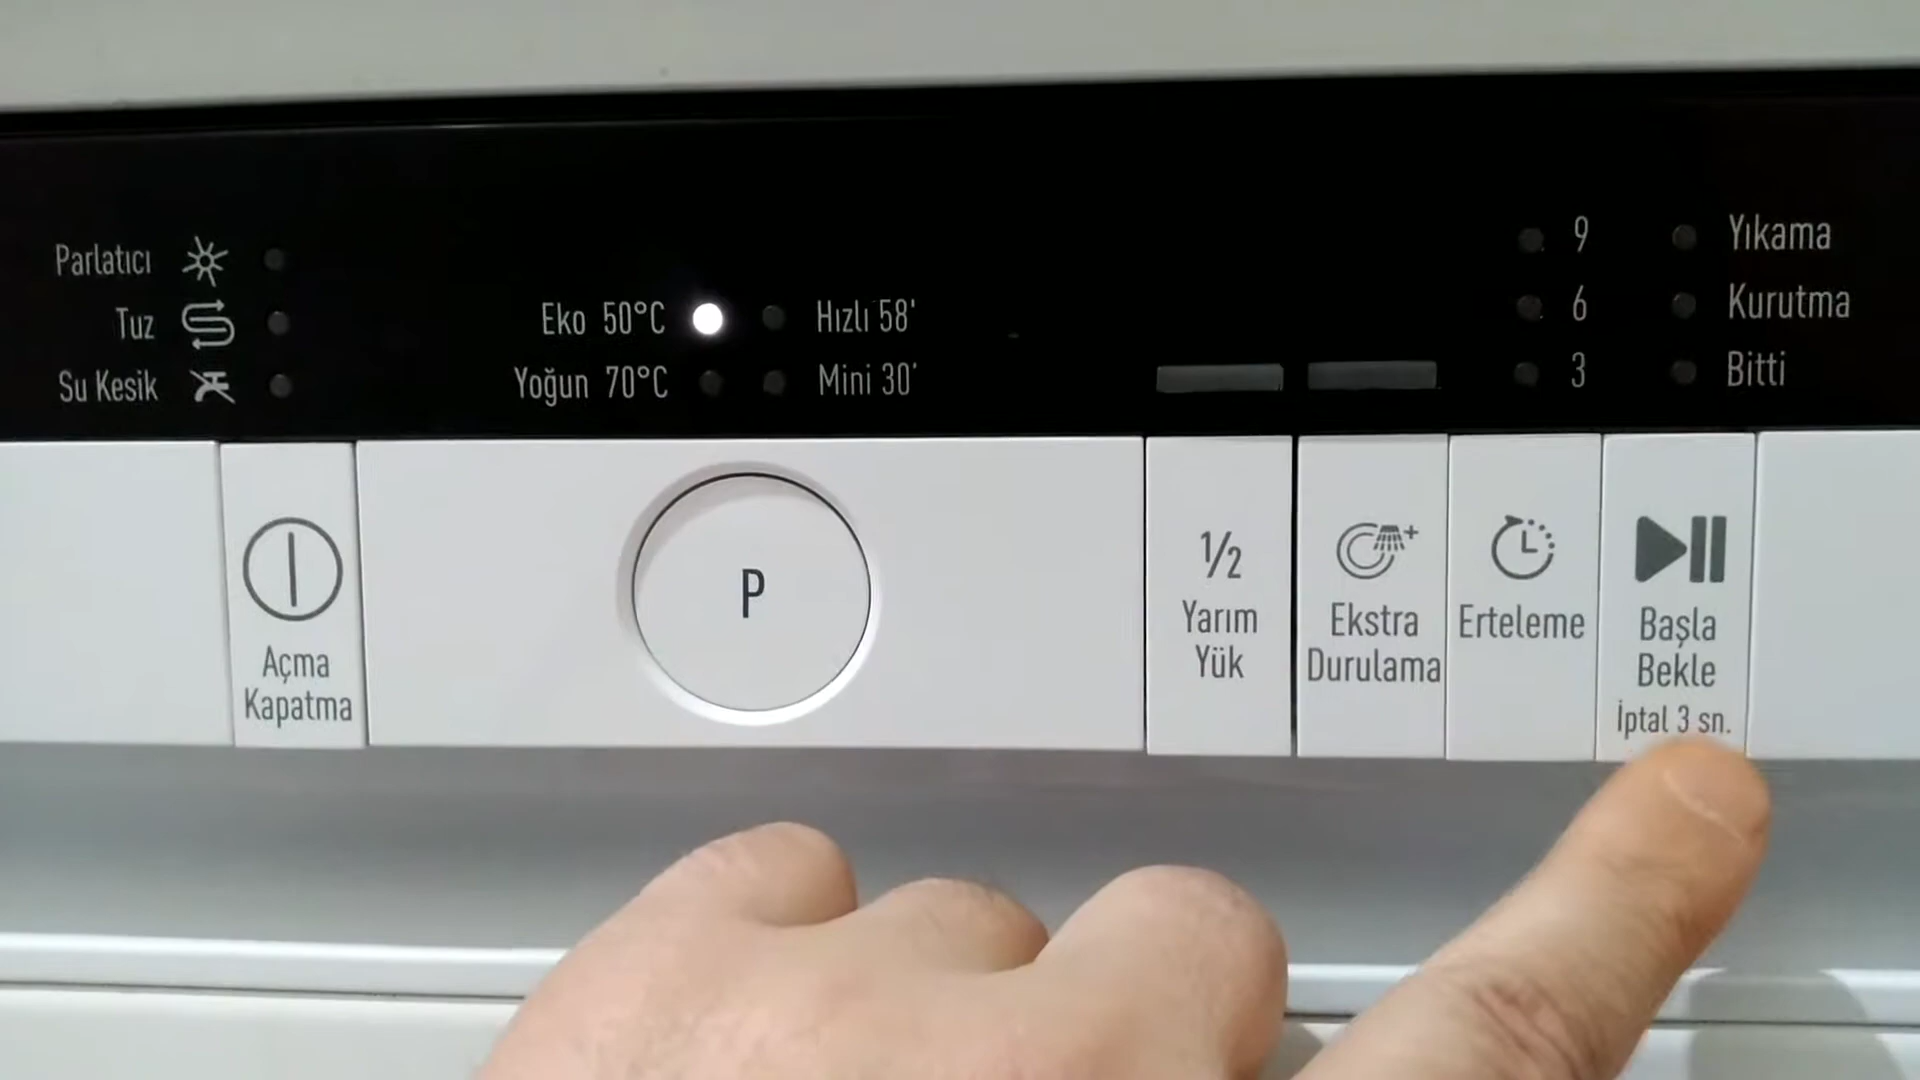 Parlatıcı
Tuz
Su Kesik
Eko 50°C
Yoğun 70°C
Hızlı 58'
Mini 30'
9
6
3
Yıkama
Kurutma
Bitti
Açma
Kapatma
P
1/2
Yarım
Yük
Ekstra
Durulama
Erteleme
Başla
Bekle
İptal 3 sn.